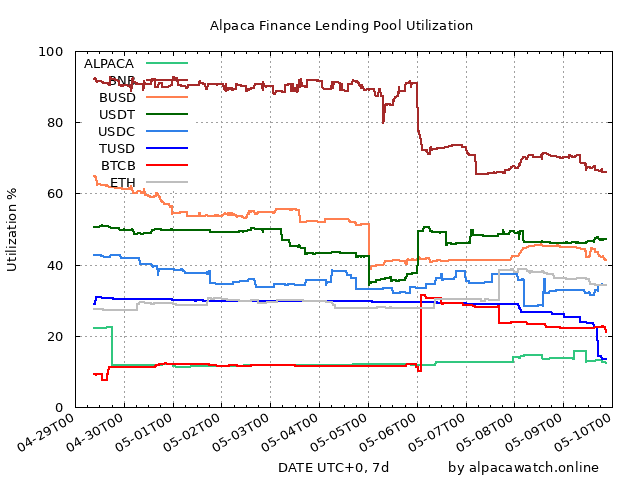 Alpaca Finance Lending Pool Utilization
Utilization %
100
80
60
40
20
0
ALPACA
BNB
BUSD
USDT
USDC
TUSD
BTCB
ETH
04-29T00
04-30T00
05-01T00
05-02T00
05-03T00
05-04T00
05-05T00
05-06T00
05-07T00
05-08T00
05-09T00
05-10T00
DATE UTC+0, 7d
by alpacawatch.online